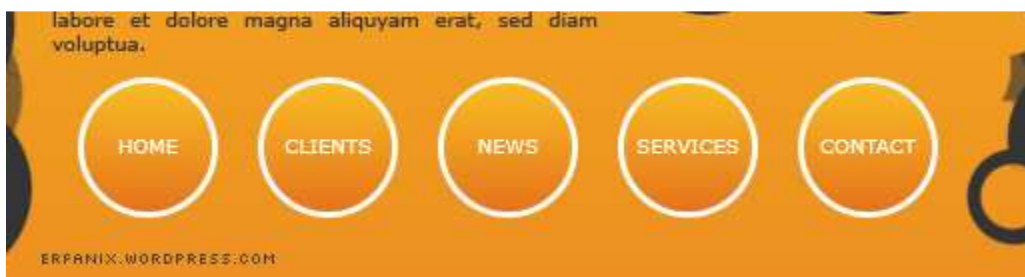 labore et dolore magna aliquyam erat, sed diam
voluptua.
HOME CLIENTS NEWS SERVICES CONTACT
ERPANIX.WORDPRESS.COM